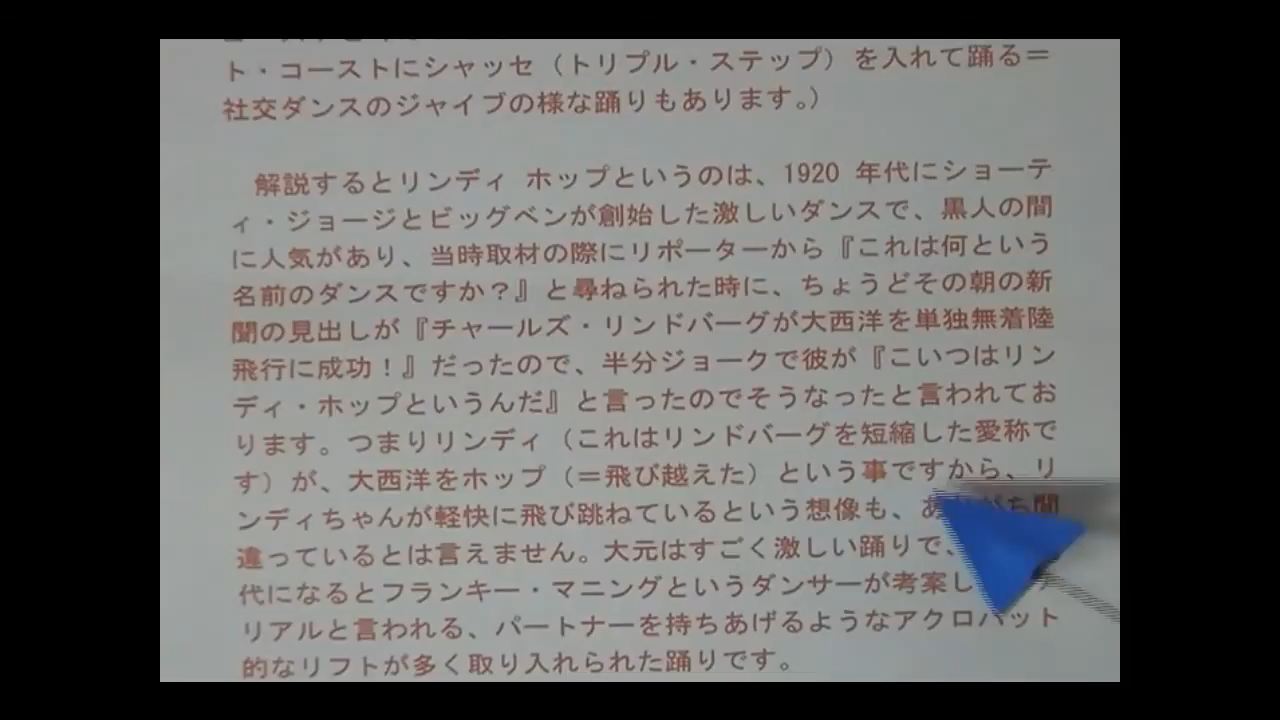 ト・コーストにシャッセ（トリプル・ステップ）を入れて踊る＝
社交ダンスのジャイブの様な踊りもあります。）
解説するとリンディ ホップというのは、1920 年代にショーテ
ィ・ジョージとビッグベンが創始した激しいダンスで、黒人の間
に人気があり、当時取材の際にリポーターから『これは何という
名前のダンスですか？』と尋ねられた時に、ちょうどその朝の新
聞の見出しが『チャールズ・リンドバーグが大西洋を単独無着陸
飛行に成功！』だったので、半分ジョークで彼が『こいつはリン
ディ・ホップというんだ』と言ったのでそうなったと言われてお
ります。つまりリンディ（これはリンドバーグを短縮した愛称で
す）が、大西洋をホップ（＝飛び越えた）という事ですから、リ
ンディちゃんが軽快に飛び跳ねているという想像も、あ がち聞
違っているとは言えません。大元はすごく激しい踊りで、
代になるとフランキー・マニングというダンサーが考案し
リアルと言われる、パートナーを持ちあげるようなアクロバット
的なリフトが多く取り入れられた踊りです。